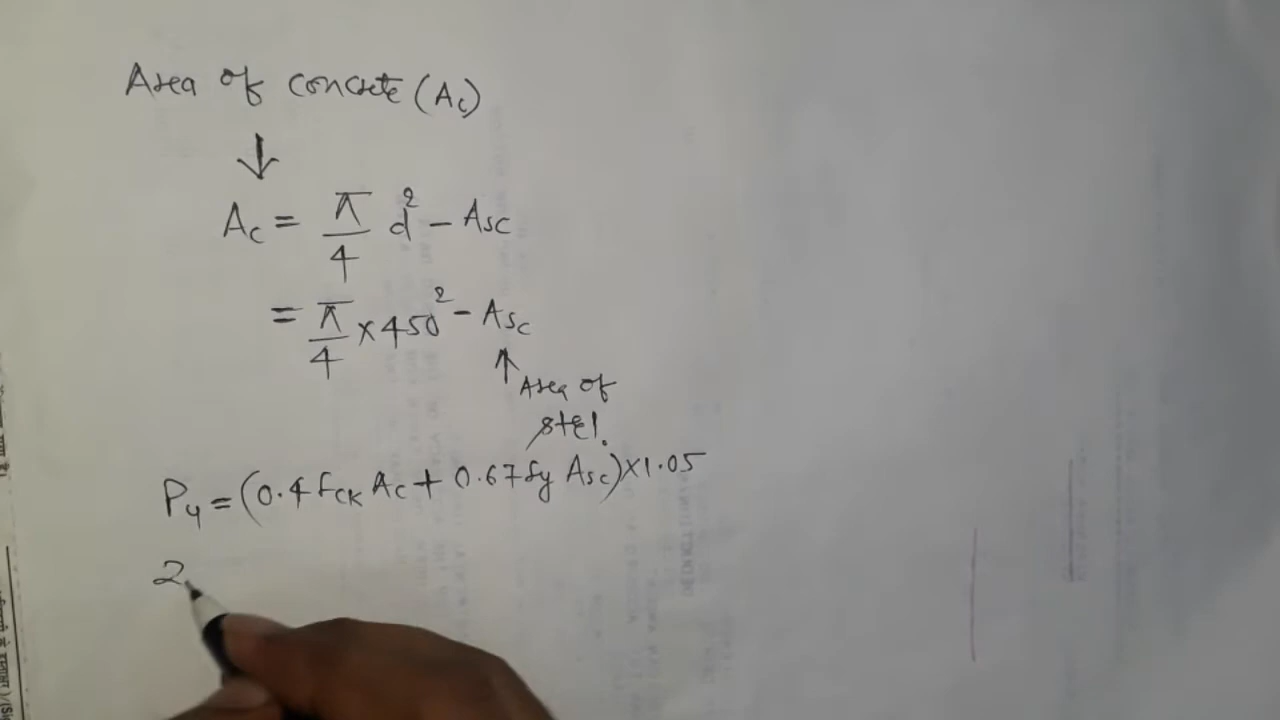 Area of concrete (Ac)
↓
Ac = π/4 d² - Asc
= π/4 × 450² - Asc
↑ Area of
steel.
Pu = (0.4 fck Ac + 0.67 fy Asc) × 1.05
2